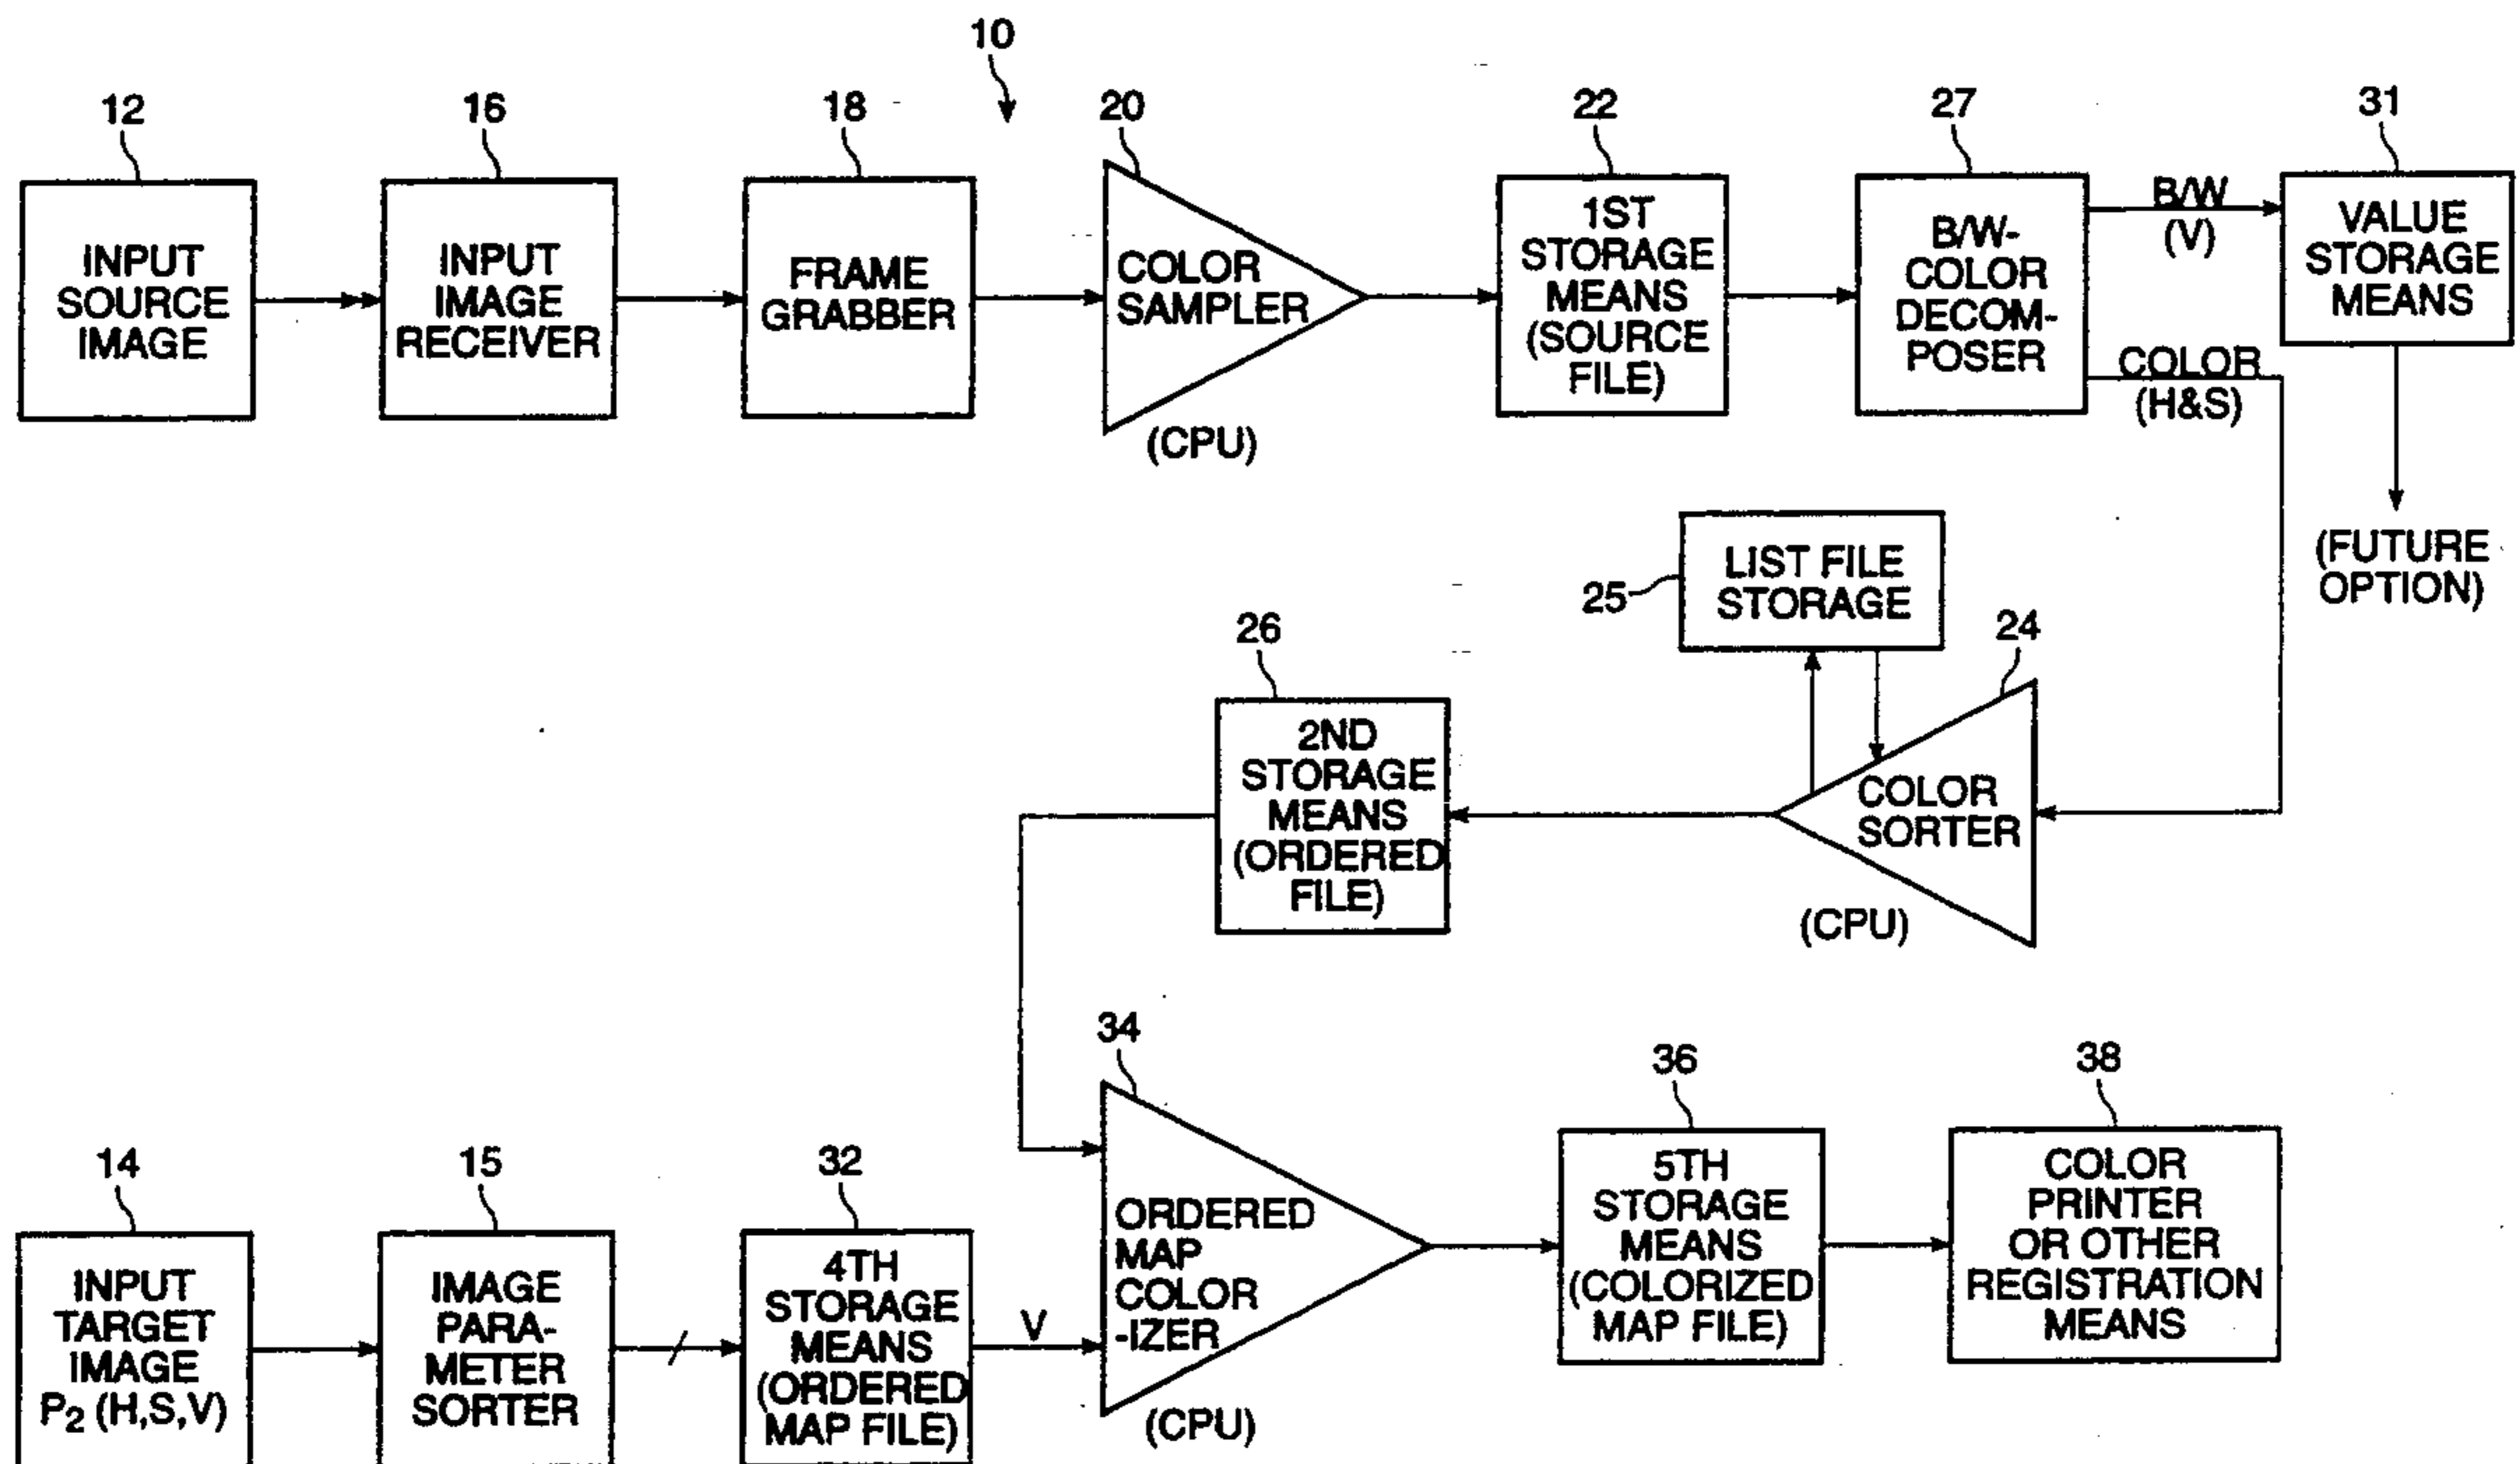 10
12
16
18
20
22
27
31
INPUT
SOURCE
IMAGE
INPUT
IMAGE
RECEIVER
FRAME
GRABBER
COLOR
SAMPLER
(CPU)
1ST
STORAGE
MEANS
(SOURCE
FILE)
B/W-
COLOR
DECOM-
POSER
B/W
(V)
COLOR
(H&S)
VALUE
STORAGE
MEANS
(FUTURE
OPTION)
25
LIST FILE
STORAGE
26
24
2ND
STORAGE
MEANS
(ORDERED
FILE)
COLOR
SORTER
(CPU)
14
15
32
34
36
38
INPUT
TARGET
IMAGE
P2 (H,S,V)
IMAGE
PARA-
METER
SORTER
4TH
STORAGE
MEANS
(ORDERED
MAP FILE)
V
ORDERED
MAP
COLOR
-IZER
(CPU)
5TH
STORAGE
MEANS
(COLORIZED
MAP FILE)
COLOR
PRINTER
OR OTHER
REGISTRATION
MEANS